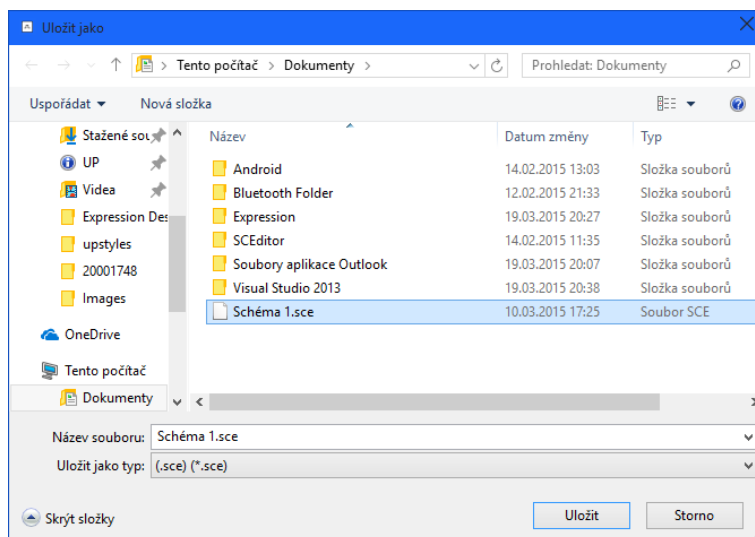 Uložit jako
Tento počítač > Dokumenty >
Prohledat: Dokumenty
Uspořádat
Nová složka
Stažené sou
UP
Videa
Expression Des
upstyles
20001748
Images
OneDrive
Tento počítač
Dokumenty
Název Datum změny Typ
Android 14.02.2015 13:03 Složka souborů
Bluetooth Folder 12.02.2015 21:33 Složka souborů
Expression 19.03.2015 20:27 Složka souborů
SCEditor 14.02.2015 11:35 Složka souborů
Soubory aplikace Outlook 19.03.2015 20:07 Složka souborů
Visual Studio 2013 19.03.2015 20:38 Složka souborů
Schéma 1.sce 10.03.2015 17:25 Soubor SCE
Název souboru: Schéma 1.sce
Uložit jako typ: (.sce) (*.sce)
Skrýt složky
Uložit
Storno